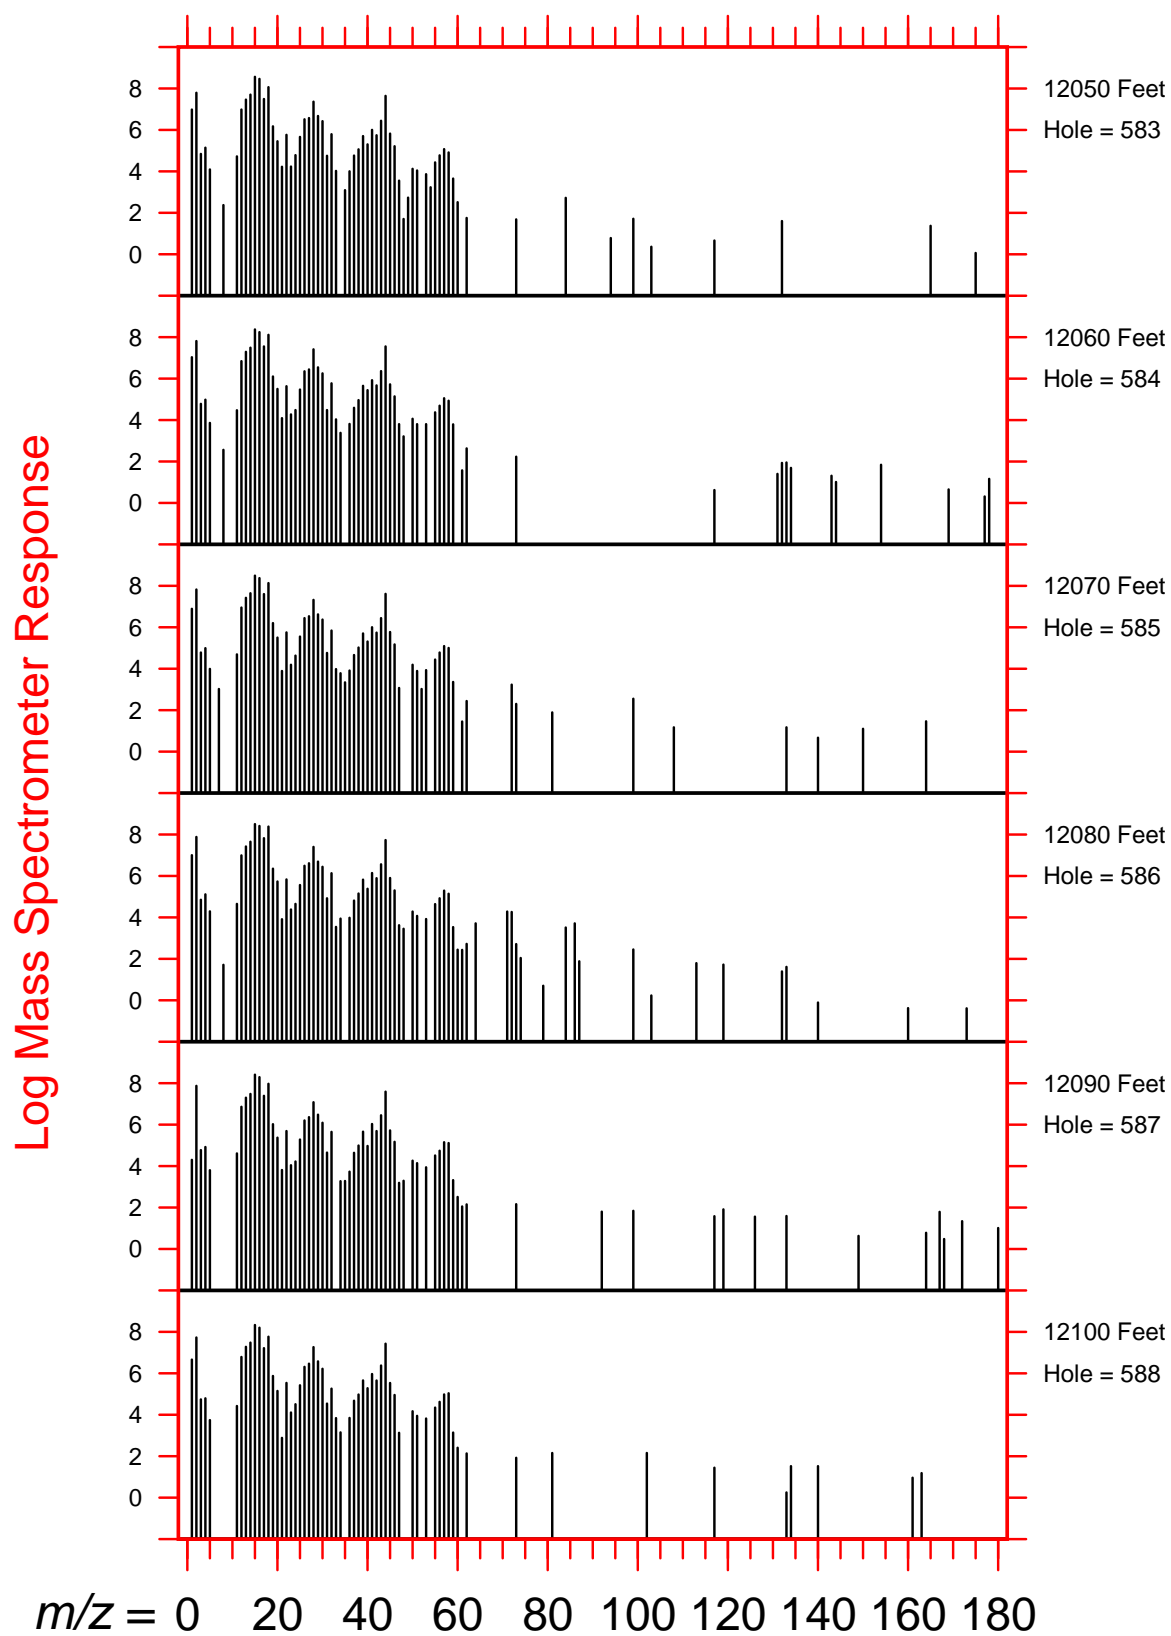 8
6
4
2
0
12050 Feet
Hole = 583
8
6
4
2
0
12060 Feet
Hole = 584
8
6
4
2
0
12070 Feet
Hole = 585
8
6
4
2
0
12080 Feet
Hole = 586
8
6
4
2
0
12090 Feet
Hole = 587
8
6
4
2
0
12100 Feet
Hole = 588
Log Mass Spectrometer Response
m/z = 0 20 40 60 80 100 120 140 160 180